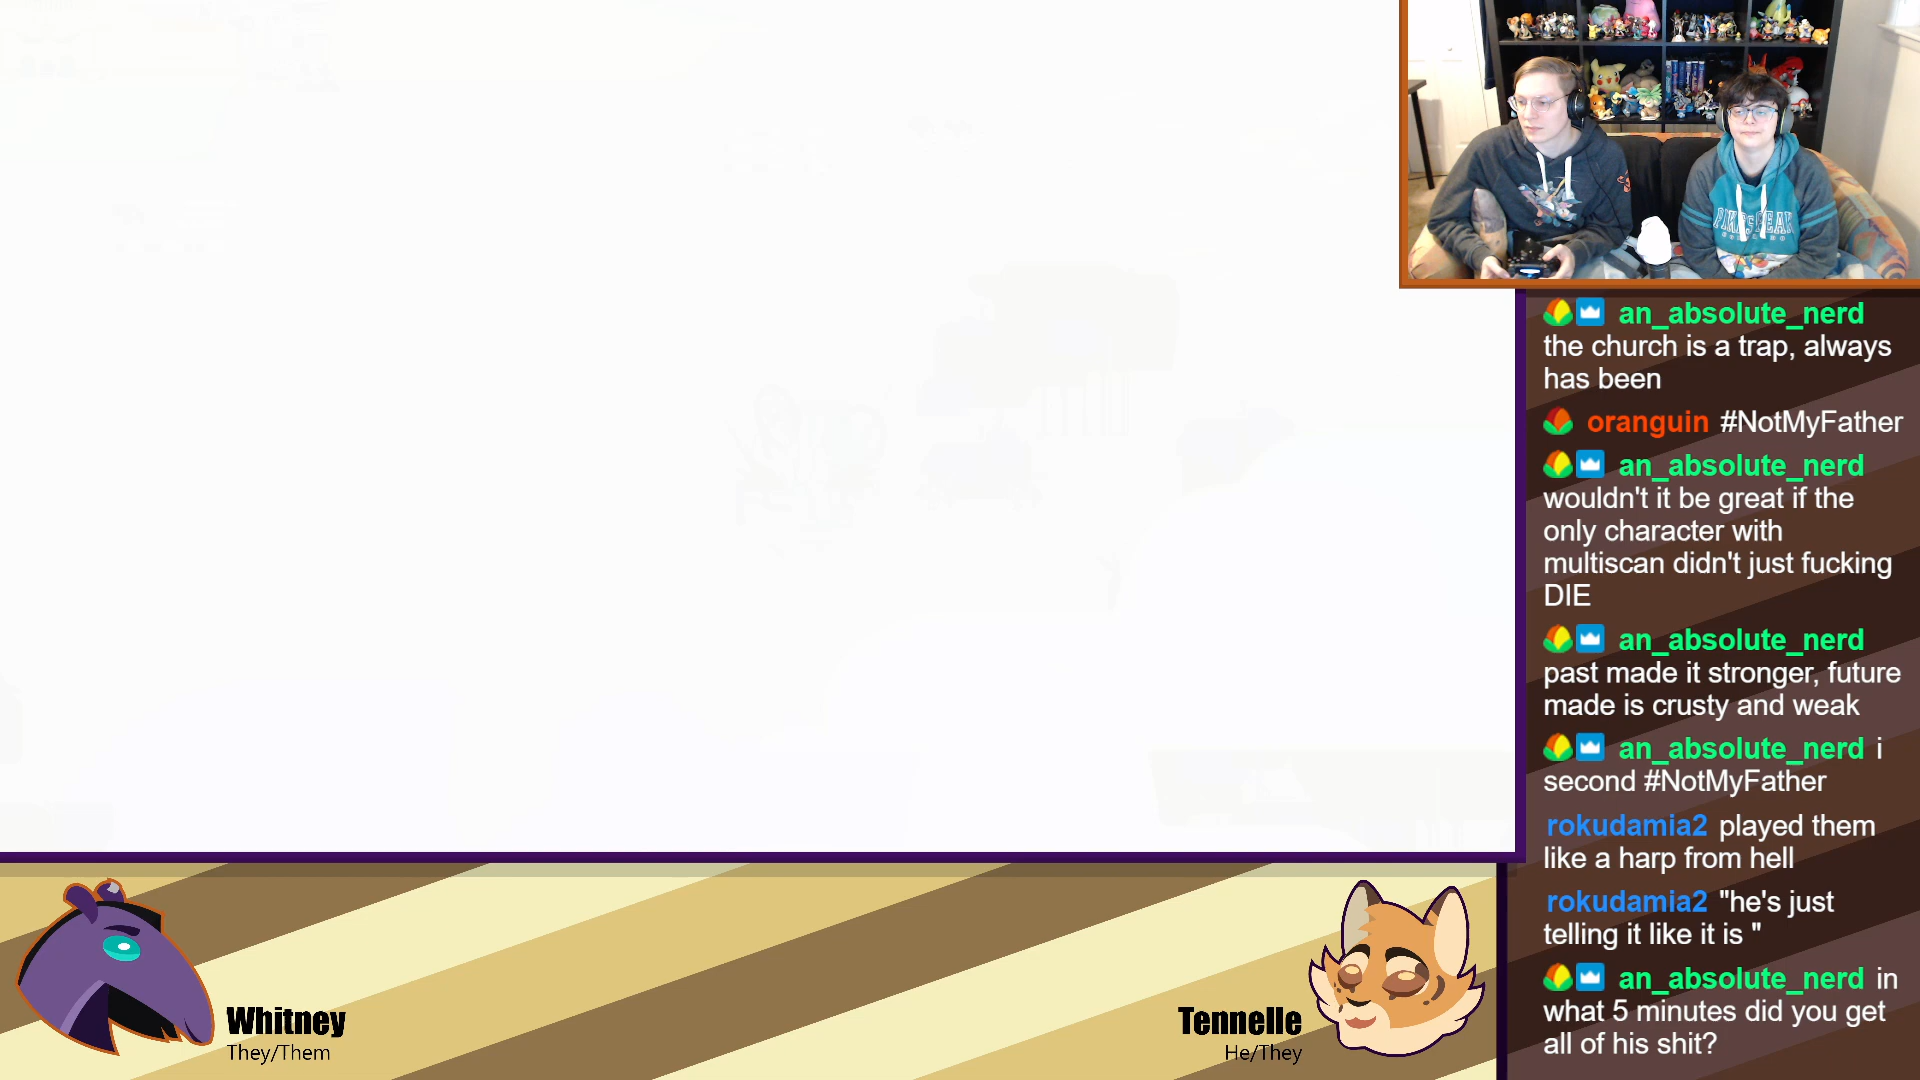 an_absolute_nerd
the church is a trap, always
has been
oranguin #NotMyFather
an_absolute_nerd
wouldn't it be great if the
only character with
multiscan didn't just fucking
DIE
an_absolute_nerd
past made it stronger, future
made is crusty and weak
an_absolute_nerd i
second #NotMyFather
rokudamia2 played them
like a harp from hell
rokudamia2 "he's just
telling it like it is "
an_absolute_nerd in
what 5 minutes did you get
all of his shit?
Whitney
They/Them
Tennelle
He/They